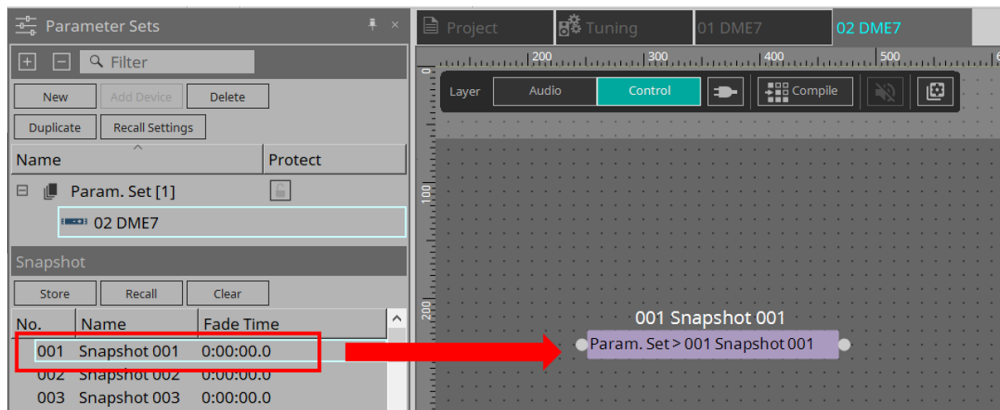 Parameter Sets
Filter
New
Add Device
Delete
Duplicate
Recall Settings
Name
Protect
Param. Set [1]
02 DME7
Snapshot
Store
Recall
Clear
No.
Name
Fade Time
001 Snapshot 001 0:00:00.0
002 Snapshot 002 0:00:00.0
003 Snapshot 003 0:00:00.0
Project
Tuning
01 DME7
02 DME7
200
300
400
500
Layer
Audio
Control
Compile
100
200
001 Snapshot 001
Param. Set > 001 Snapshot 001